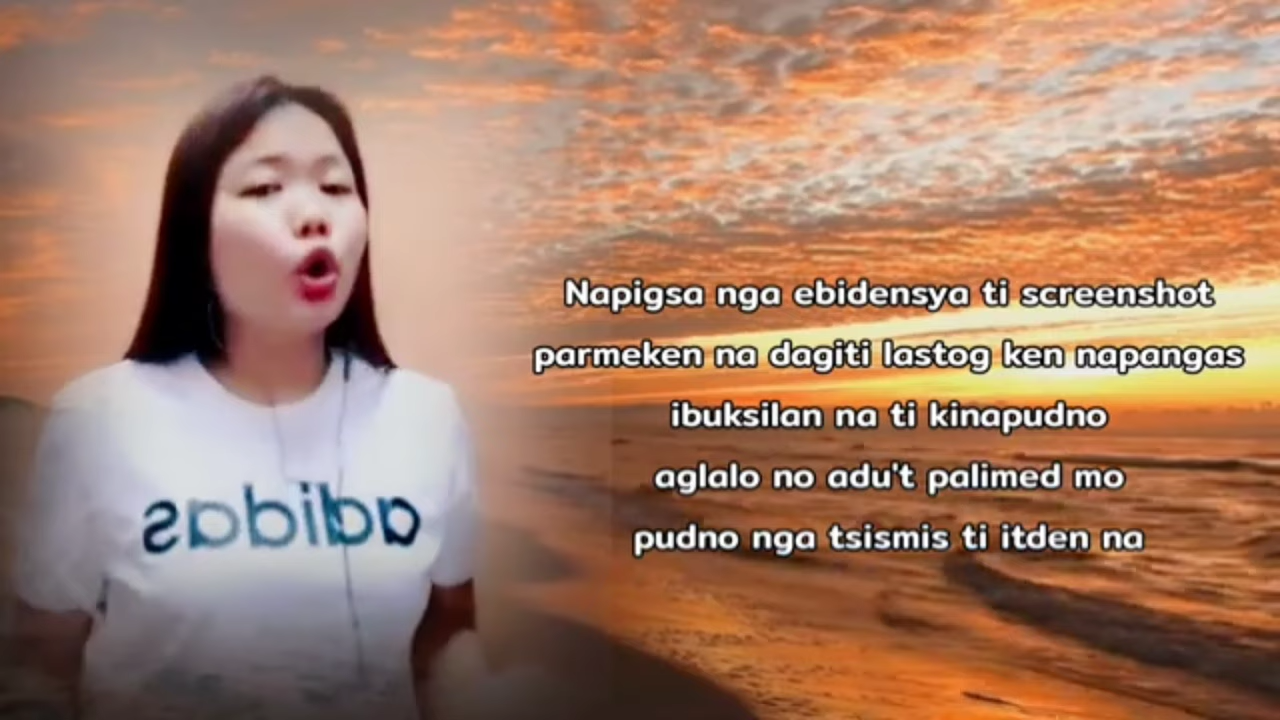 adidas
Napigsa nga ebidensya ti screenshot
parmeken na dagiti lastog ken napangas
ibuksilan na ti kinapudno
aglalo no adu't palimed mo
pudno nga tsismis ti itden na